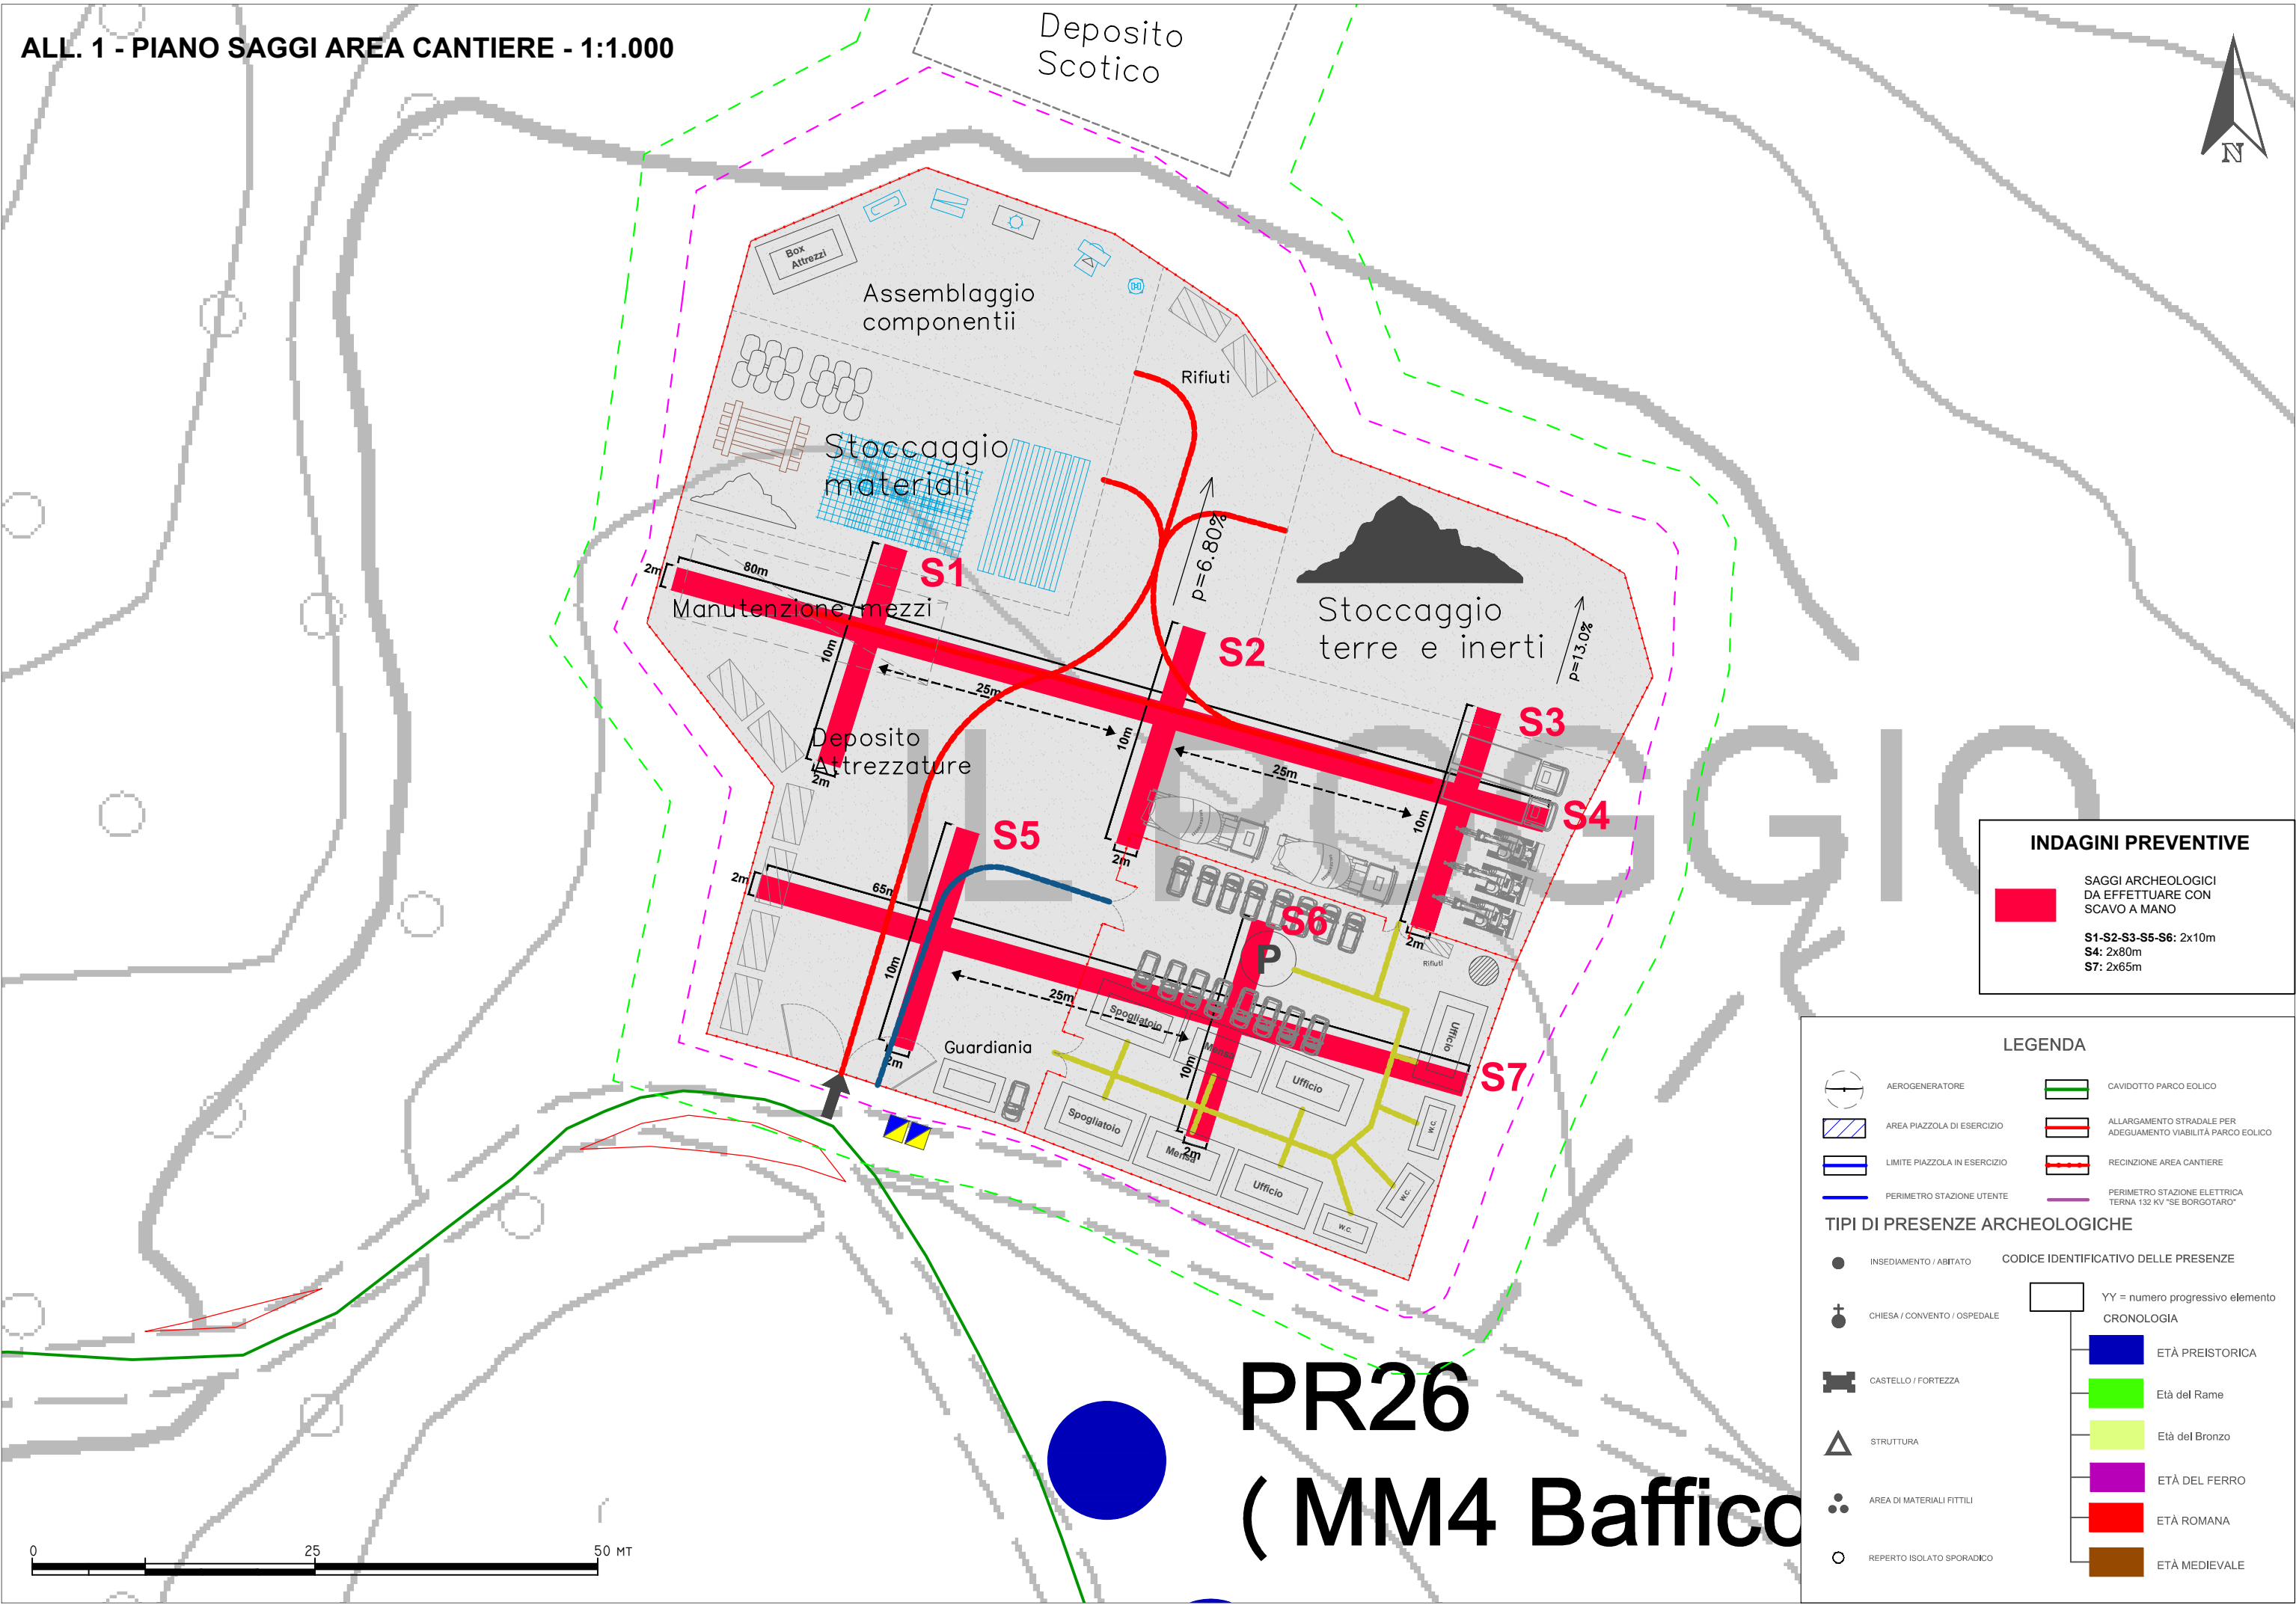 ALL. 1 - PIANO SAGGI AREA CANTIERE - 1:1.000
Deposito
Scotico
N
Box
Attrezzi
Assemblaggio
componentii
Rifiuti
Stoccaggio
materiali
p=6.80%
Stoccaggio
terre e inerti
p=13.0%
S1
2m
80m
Manutenzione mezzi
10m
S2
25m
10m
S3
Deposito
Attrezzature
2m
25m
10m
S4
IL POGGIO
S5
2m
2m
65m
S6
P
2m
Rifiuti
10m
25m
Spogliatoio
Mensa
Ufficio
Ufficio
Guardiania
2m
10m
S7
Spogliatoio
Mensa
2m
Ufficio
W.C.
W.C.
W.C.
PR26
( MM4 Baffico
0
25
50 MT
INDAGINI PREVENTIVE
SAGGI ARCHEOLOGICI
DA EFFETTUARE CON
SCAVO A MANO
S1-S2-S3-S5-S6: 2x10m
S4: 2x80m
S7: 2x65m
LEGENDA
AEROGENERATORE
CAVIDOTTO PARCO EOLICO
AREA PIAZZOLA DI ESERCIZIO
ALLARGAMENTO STRADALE PER
ADEGUAMENTO VIABILITÀ PARCO EOLICO
LIMITE PIAZZOLA IN ESERCIZIO
RECINZIONE AREA CANTIERE
PERIMETRO STAZIONE UTENTE
PERIMETRO STAZIONE ELETTRICA
TERNA 132 KV "SE BORGOTARO"
TIPI DI PRESENZE ARCHEOLOGICHE
INSEDIAMENTO / ABITATO
CODICE IDENTIFICATIVO DELLE PRESENZE
YY = numero progressivo elemento
CHIESA / CONVENTO / OSPEDALE
CRONOLOGIA
ETÀ PREISTORICA
CASTELLO / FORTEZZA
Età del Rame
STRUTTURA
Età del Bronzo
ETÀ DEL FERRO
AREA DI MATERIALI FITTILI
ETÀ ROMANA
REPERTO ISOLATO SPORADICO
ETÀ MEDIEVALE